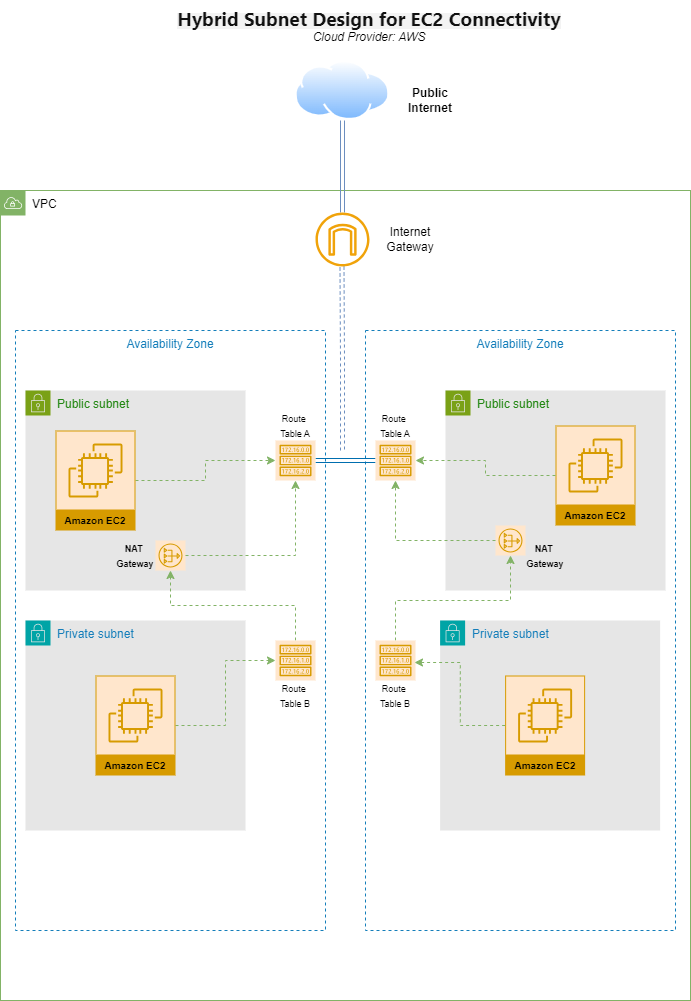 Hybrid Subnet Design for EC2 Connectivity
Cloud Provider: AWS
Public
Internet
VPC
Internet
Gateway
Availability Zone
Availability Zone
Public subnet
Route
Table A
172.16.0.0
172.16.1.0
172.16.2.0
Amazon EC2
NAT
Gateway
Route
Table A
172.16.0.0
172.16.1.0
172.16.2.0
Public subnet
Amazon EC2
NAT
Gateway
Private subnet
172.16.0.0
172.16.1.0
172.16.2.0
Route
Table B
Amazon EC2
172.16.0.0
172.16.1.0
172.16.2.0
Route
Table B
Private subnet
Amazon EC2